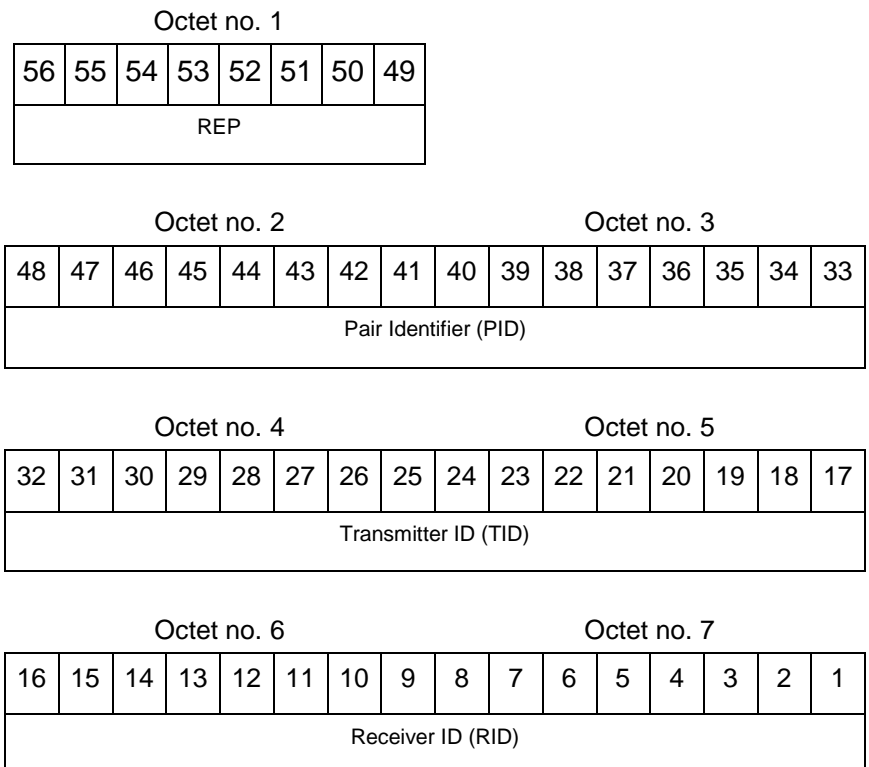 Octet no. 1
56 55 54 53 52 51 50 49
REP
Octet no. 2 Octet no. 3
48 47 46 45 44 43 42 41 40 39 38 37 36 35 34 33
Pair Identifier (PID)
Octet no. 4 Octet no. 5
32 31 30 29 28 27 26 25 24 23 22 21 20 19 18 17
Transmitter ID (TID)
Octet no. 6 Octet no. 7
16 15 14 13 12 11 10 9 8 7 6 5 4 3 2 1
Receiver ID (RID)